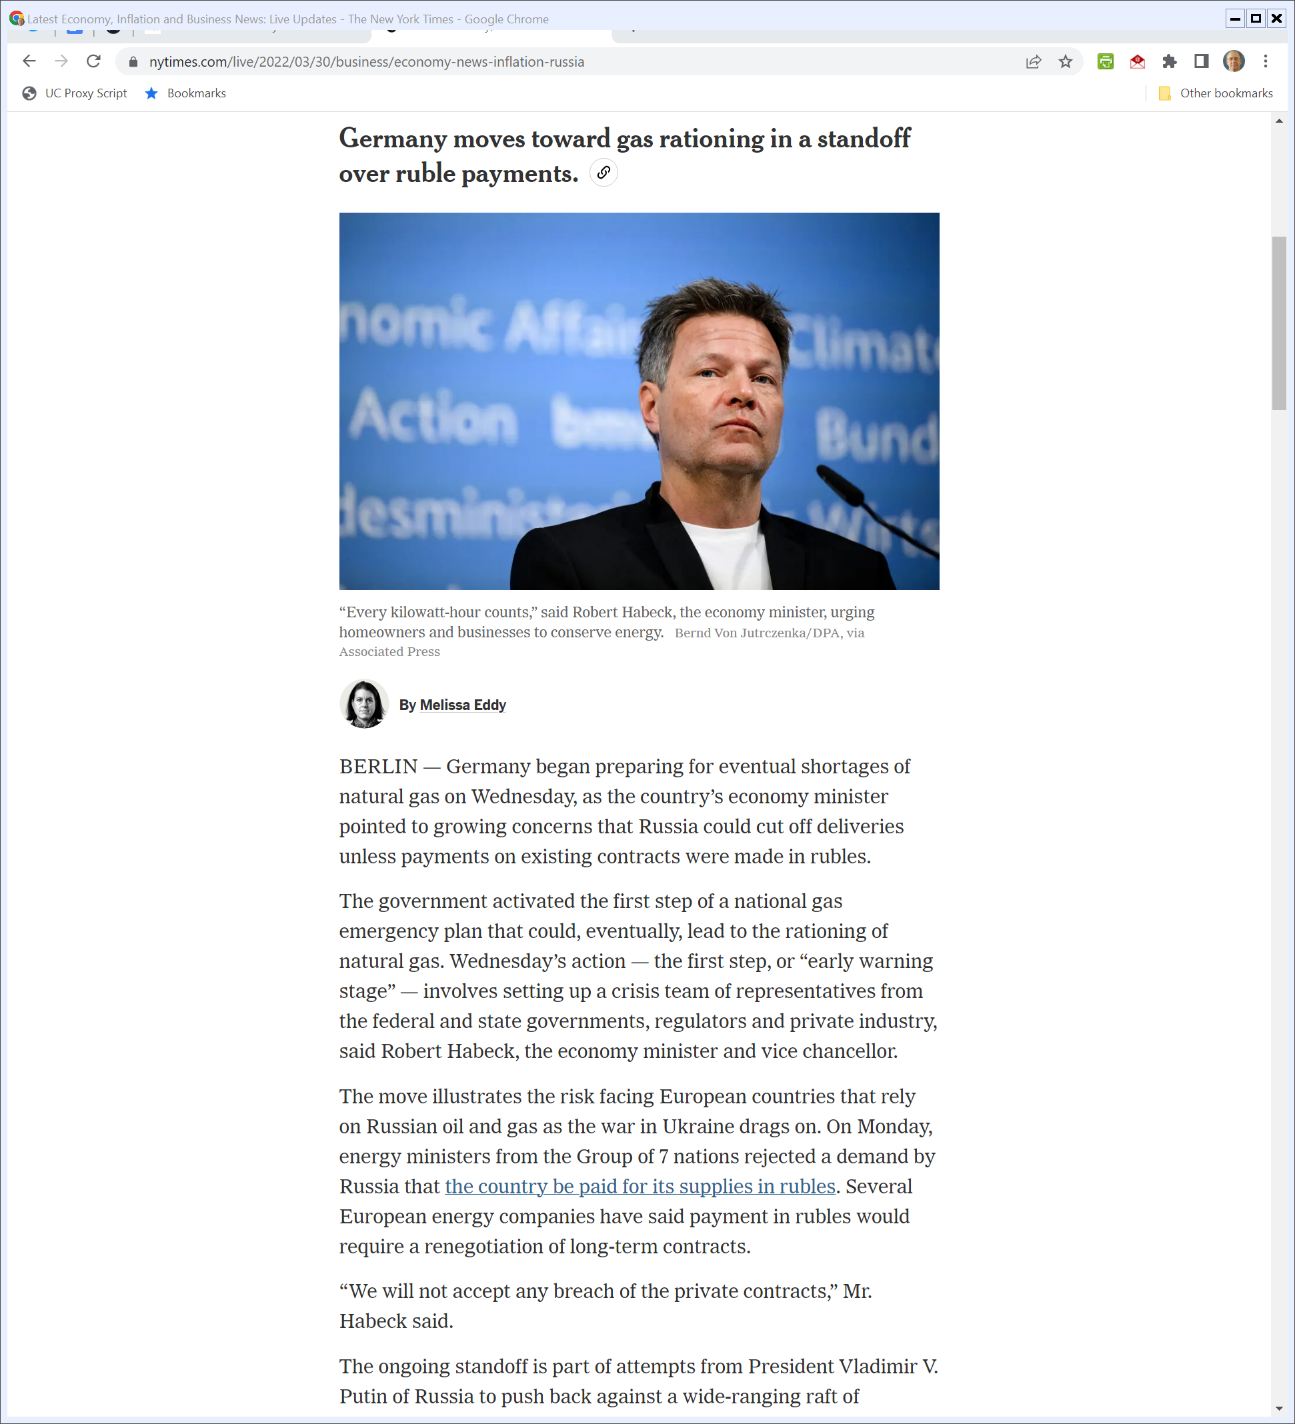 Latest Economy, Inflation and Business News: Live Updates - The New York Times - Google Chrome
nytimes.com/live/2022/03/30/business/economy-news-inflation-russia
UC Proxy Script Bookmarks Other bookmarks
Germany moves toward gas rationing in a standoff
over ruble payments.
nomic Affair Climate
Action bm Bund
desminist Wirts
“Every kilowatt-hour counts,” said Robert Habeck, the economy minister, urging
homeowners and businesses to conserve energy. Bernd Von Jutrczenka/DPA, via
Associated Press
By Melissa Eddy
BERLIN — Germany began preparing for eventual shortages of
natural gas on Wednesday, as the country’s economy minister
pointed to growing concerns that Russia could cut off deliveries
unless payments on existing contracts were made in rubles.
The government activated the first step of a national gas
emergency plan that could, eventually, lead to the rationing of
natural gas. Wednesday’s action — the first step, or “early warning
stage” — involves setting up a crisis team of representatives from
the federal and state governments, regulators and private industry,
said Robert Habeck, the economy minister and vice chancellor.
The move illustrates the risk facing European countries that rely
on Russian oil and gas as the war in Ukraine drags on. On Monday,
energy ministers from the Group of 7 nations rejected a demand by
Russia that the country be paid for its supplies in rubles. Several
European energy companies have said payment in rubles would
require a renegotiation of long-term contracts.
“We will not accept any breach of the private contracts,” Mr.
Habeck said.
The ongoing standoff is part of attempts from President Vladimir V.
Putin of Russia to push back against a wide-ranging raft of